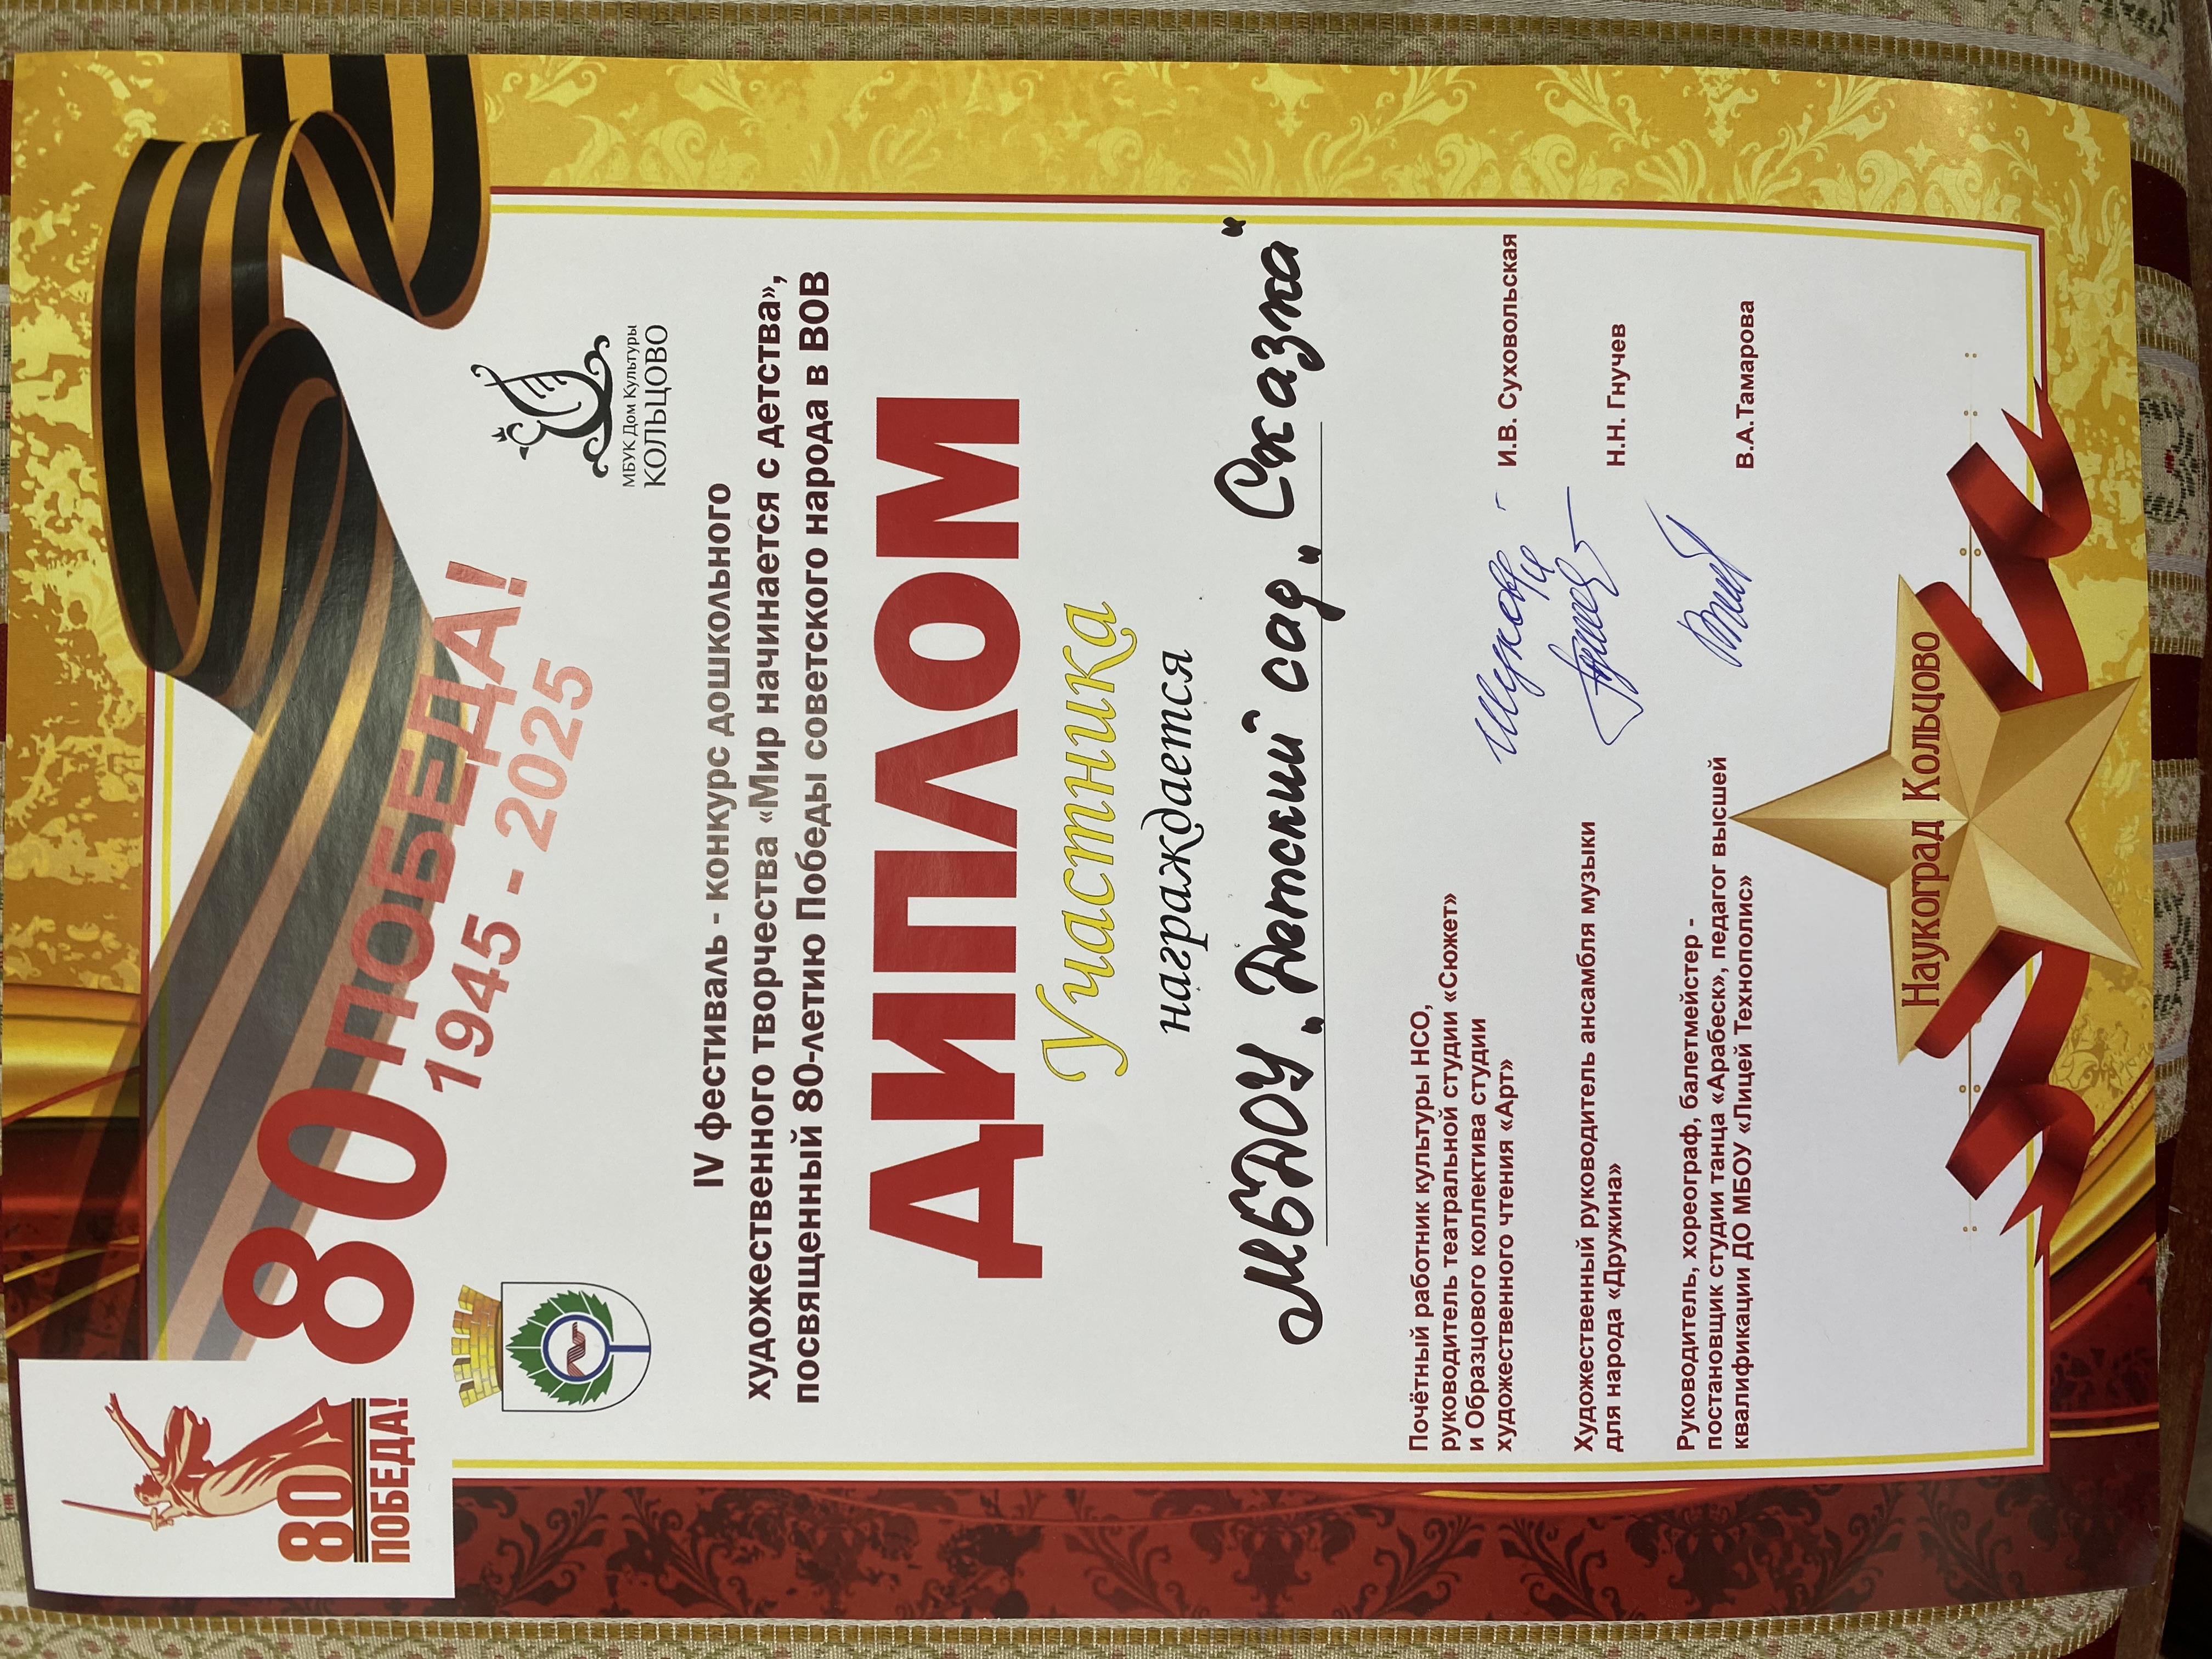 80
ПОБЕДА!
80 ПОБЕДА!
1945 - 2025
МБУК Дом Культуры
КОЛЬЦОВО
IV фестиваль - конкурс дошкольного
художественного творчества «Мир начинается с детства»,
посвященный 80-летию Победы советского народа в ВОВ
ДИПЛОМ
Участника
награждается
МБДОУ „Детский сад „Сказка"
Почётный работник культуры НСО,
руководитель театральной студии «Сюжет»
и Образцового коллектива студии
художественного чтения «Арт»
И.В. Суховольская
Художественный руководитель ансамбля музыки
для народа «Дружина»
Н.Н. Гнучев
Руководитель, хореограф, балетмейстер -
постановщик студии танца «Арабеск», педагог высшей
квалификации ДО МБОУ «Лицей Технополис»
В.А.Тамарова
Наукоград Кольцово